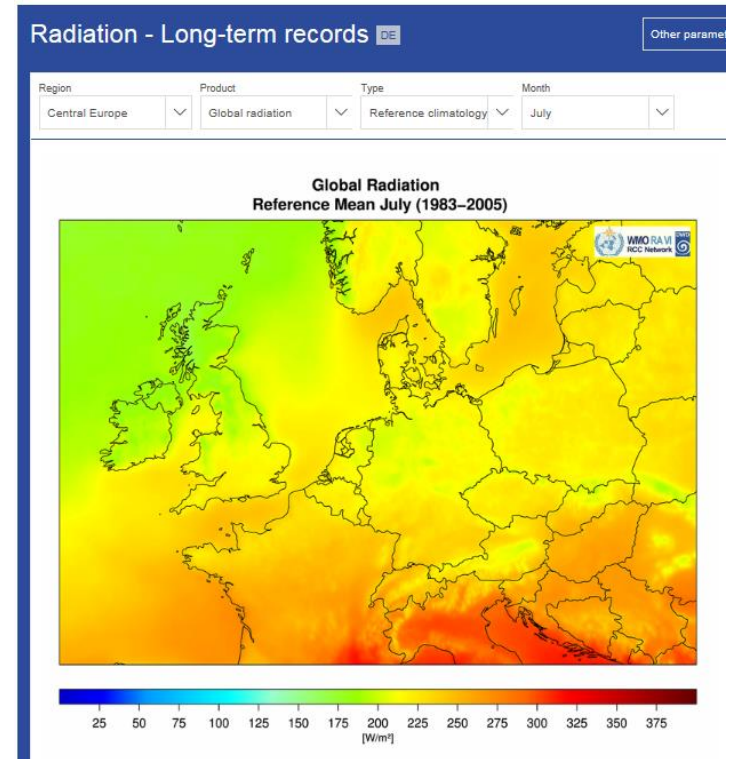 Radiation - Long-term records DE
Other paramet
Region Product Type Month
Central Europe Global radiation Reference climatology July
Global Radiation
Reference Mean July (1983–2005)
WMO RA VI
RCC Network
25 50 75 100 125 150 175 200 225 250 275 300 325 350 375
[W/m²]